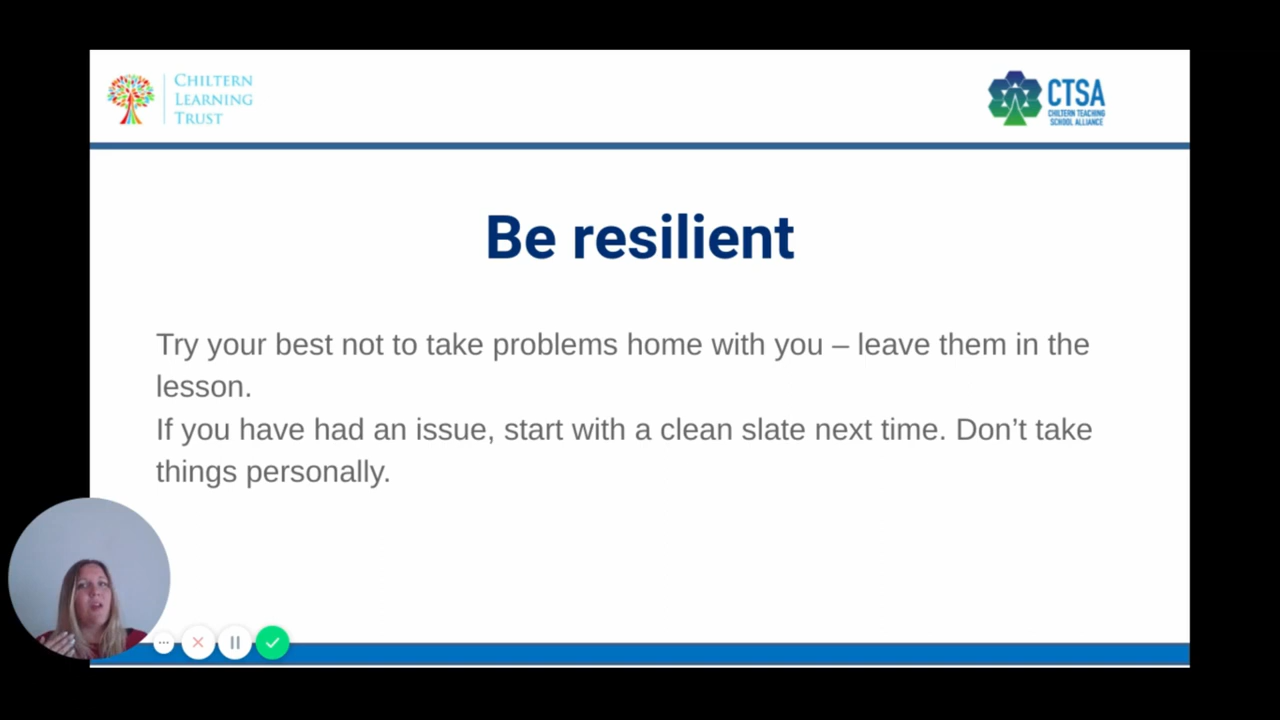 CHILTERN
LEARNING
TRUST
CTSA
CHILTERN TEACHING
SCHOOL ALLIANCE
Be resilient
Try your best not to take problems home with you – leave them in the
lesson.
If you have had an issue, start with a clean slate next time. Don’t take
things personally.